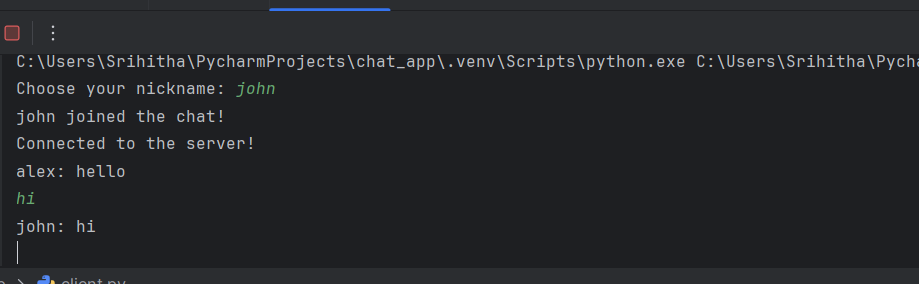 C:\Users\Srihitha\PycharmProjects\chat_app\.venv\Scripts\python.exe C:\Users\Srihitha\Pycha
Choose your nickname: john
john joined the chat!
Connected to the server!
alex: hello
hi
john: hi
client.py